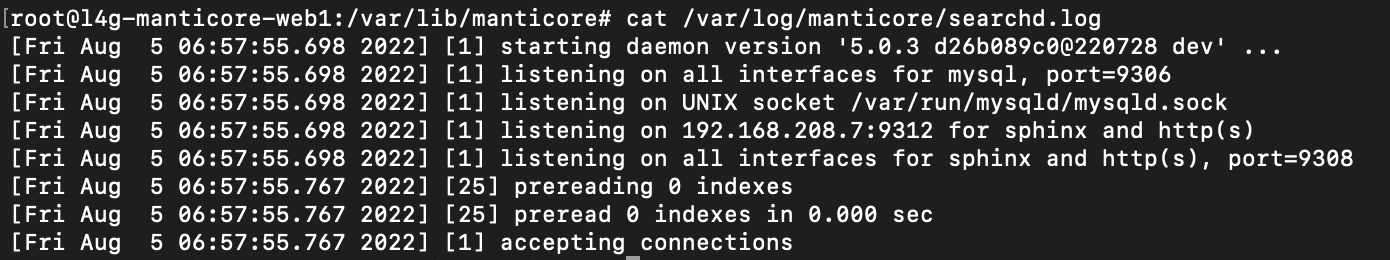 [root@l4g-manticore-web1:/var/lib/manticore# cat /var/log/manticore/searchd.log
[Fri Aug  5 06:57:55.698 2022] [1] starting daemon version '5.0.3 d26b089c0@220728 dev' ...
[Fri Aug  5 06:57:55.698 2022] [1] listening on all interfaces for mysql, port=9306
[Fri Aug  5 06:57:55.698 2022] [1] listening on UNIX socket /var/run/mysqld/mysqld.sock
[Fri Aug  5 06:57:55.698 2022] [1] listening on 192.168.208.7:9312 for sphinx and http(s)
[Fri Aug  5 06:57:55.698 2022] [1] listening on all interfaces for sphinx and http(s), port=9308
[Fri Aug  5 06:57:55.767 2022] [25] prereading 0 indexes
[Fri Aug  5 06:57:55.767 2022] [25] preread 0 indexes in 0.000 sec
[Fri Aug  5 06:57:55.767 2022] [1] accepting connections